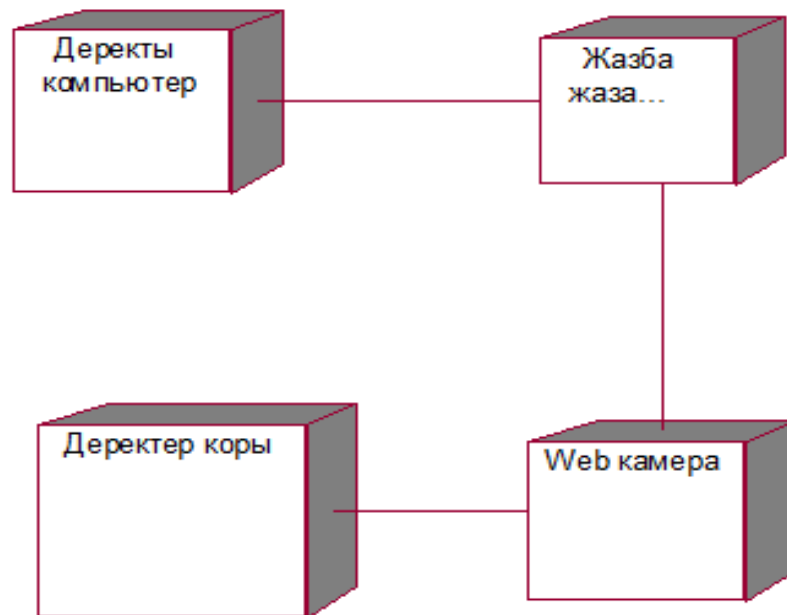 Деректы
компьютер
Жазба
жаза...
Деректер коры
Web камера